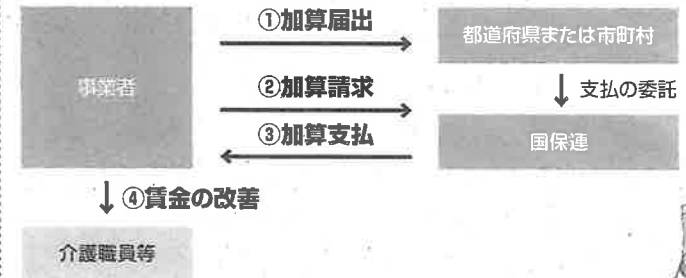 ①加算届出
都道府県または市町村
事業者
②加算請求
支払の委託
③加算支払
国保連
④賃金の改善
介護職員等